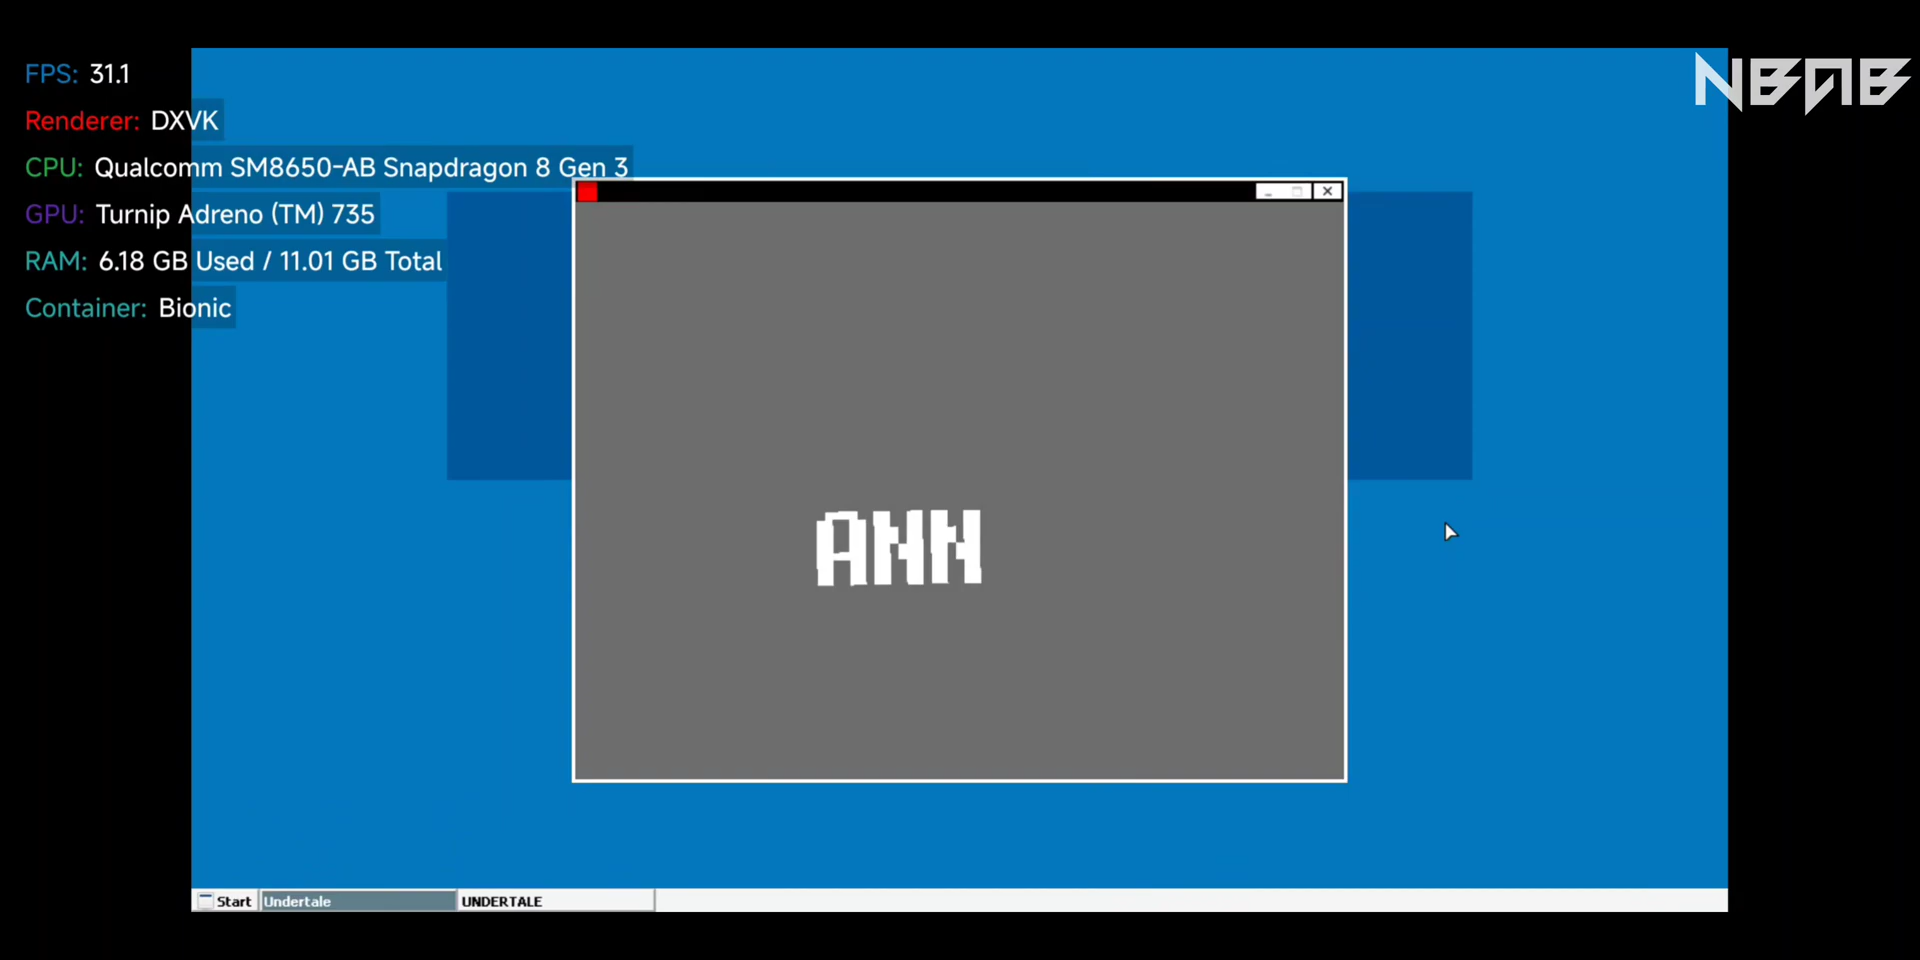 FPS: 31.1
NBAB
Renderer: DXVK
CPU: Qualcomm SM8650-AB Snapdragon 8 Gen 3
GPU: Turnip Adreno (TM) 735
RAM: 6.18 GB Used / 11.01 GB Total
Container: Bionic
ANN
Start Undertale UNDERTALE